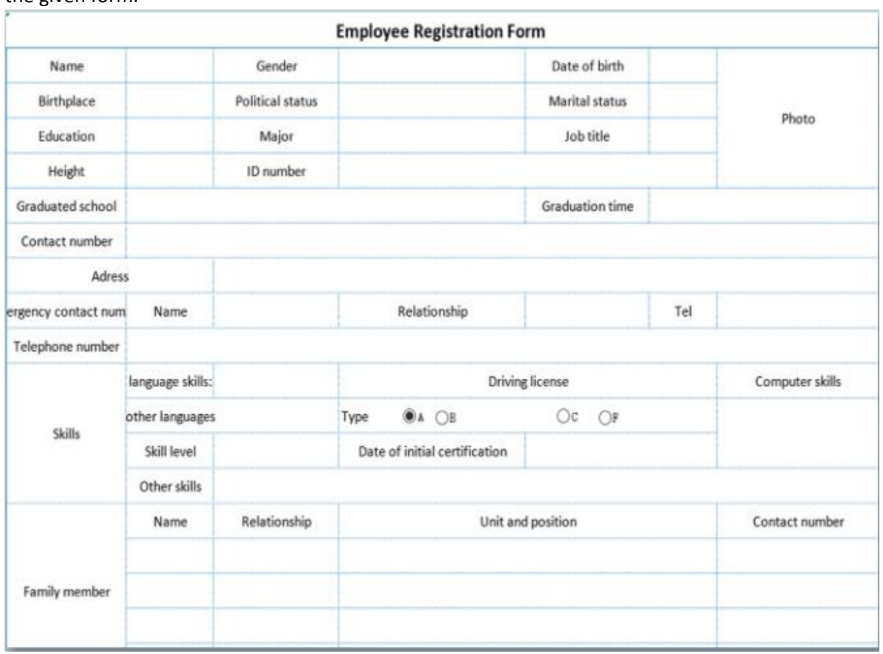 the given form.
Employee Registration Form
Name Gender Date of birth
Photo
Birthplace Political status Marital status
Education Major Job title
Height ID number
Graduated school Graduation time
Contact number
Adress
ergency contact num Name Relationship Tel
Telephone number
Skills
language skills: Driving license Computer skills
other languages Type A B C F
Skill level Date of initial certification
Other skills
Family member
Name Relationship Unit and position Contact number